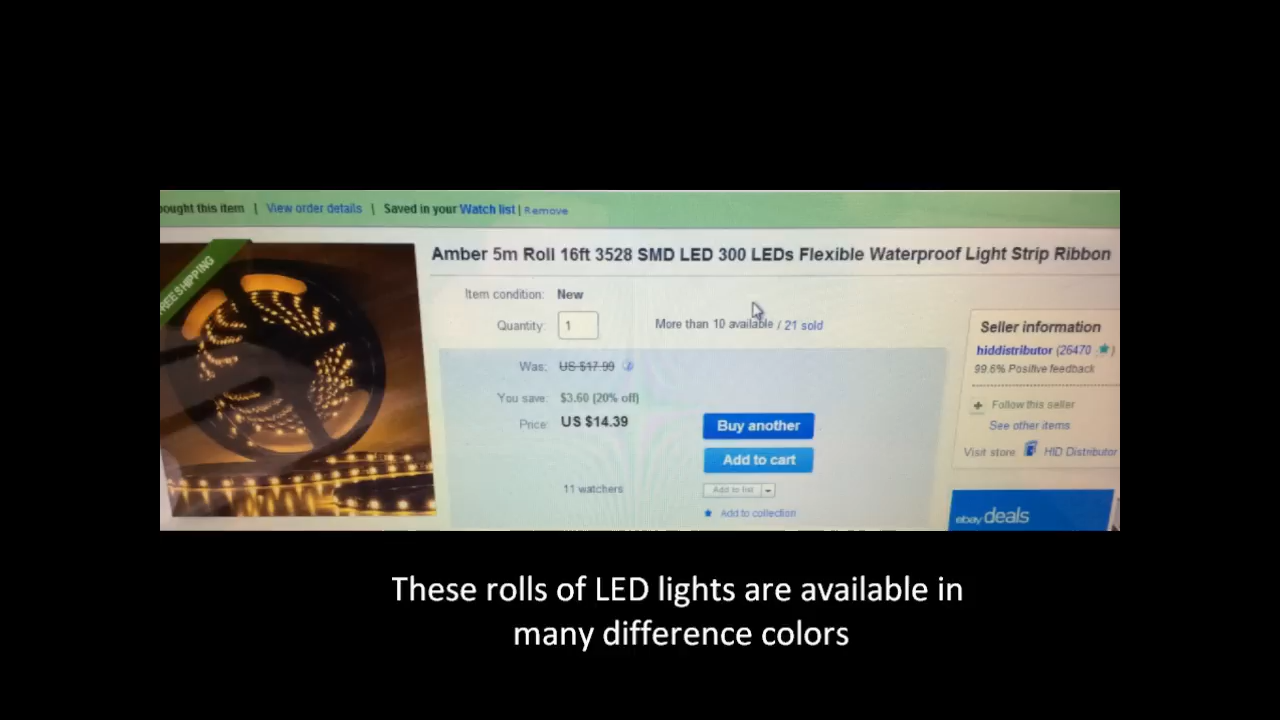 ought this item | View order details | Saved in your Watch list | Remove
FREE SHIPPING
Amber 5m Roll 16ft 3528 SMD LED 300 LEDs Flexible Waterproof Light Strip Ribbon
Item condition: New
Quantity: 1 More than 10 available / 21 sold
Was: US $17.99
You save: $3.60 (20% off)
Price: US $14.39
Buy another
Add to cart
11 watchers
Add to list
Add to collection
Seller information
hiddistributor (26470 )
99.6% Positive feedback
Follow this seller
See other items
Visit store HID Distributor
ebay deals
These rolls of LED lights are available in
many difference colors